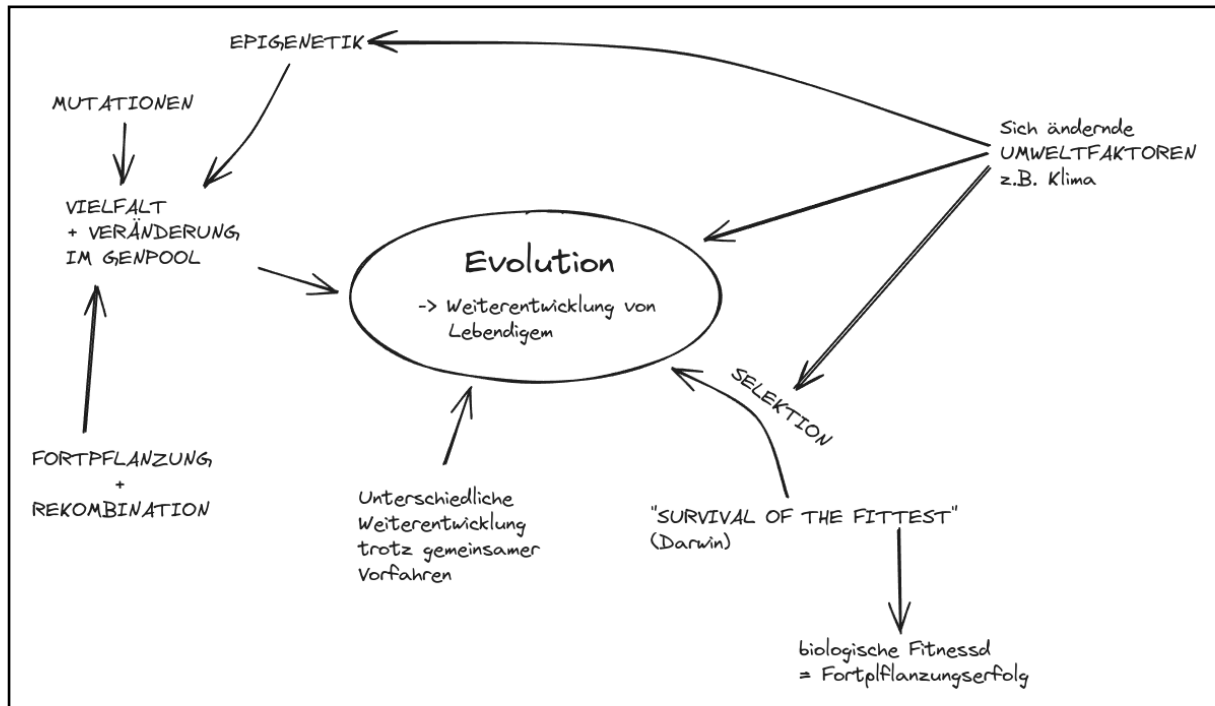 EPIGENETIK
MUTATIONEN
Sich ändernde
UMWELTFAKTOREN
z.B. Klima
VIELFALT
+ VERÄNDERUNG
IM GENPOOL
Evolution
-> Weiterentwicklung von
Lebendigem
SELEKTION
FORTPFLANZUNG
+
REKOMBINATION
Unterschiedliche
Weiterentwicklung
trotz gemeinsamer
Vorfahren
"SURVIVAL OF THE FITTEST"
(Darwin)
biologische Fitnessd
= Fortplflanzungserfolg